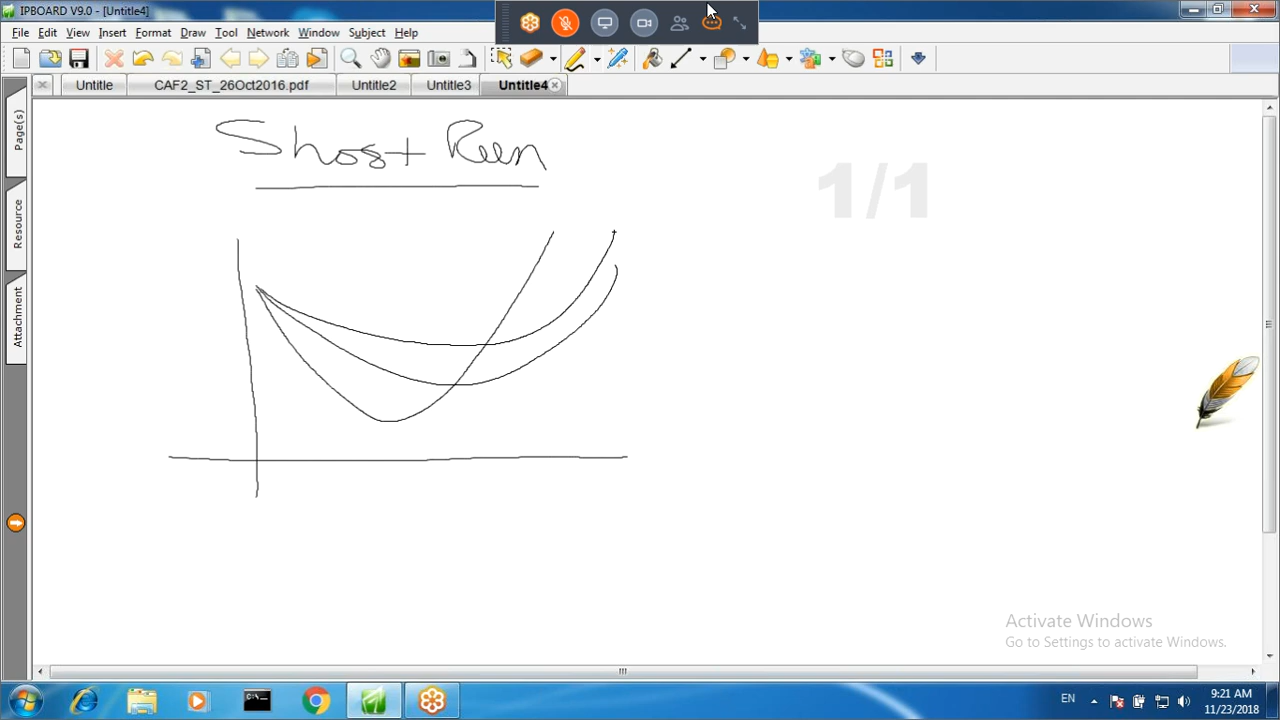 IPBOARD V9.0 - [Untitled4]
File Edit View Insert Format Draw Tool Network Window Subject Help
Untitle CAF2_ST_26Oct2016.pdf Untitle2 Untitle3 Untitle4
Page(s)
Resource
Attachment
Short Run
1/1
Activate Windows
Go to Settings to activate Windows.
EN
9:21 AM
11/23/2018